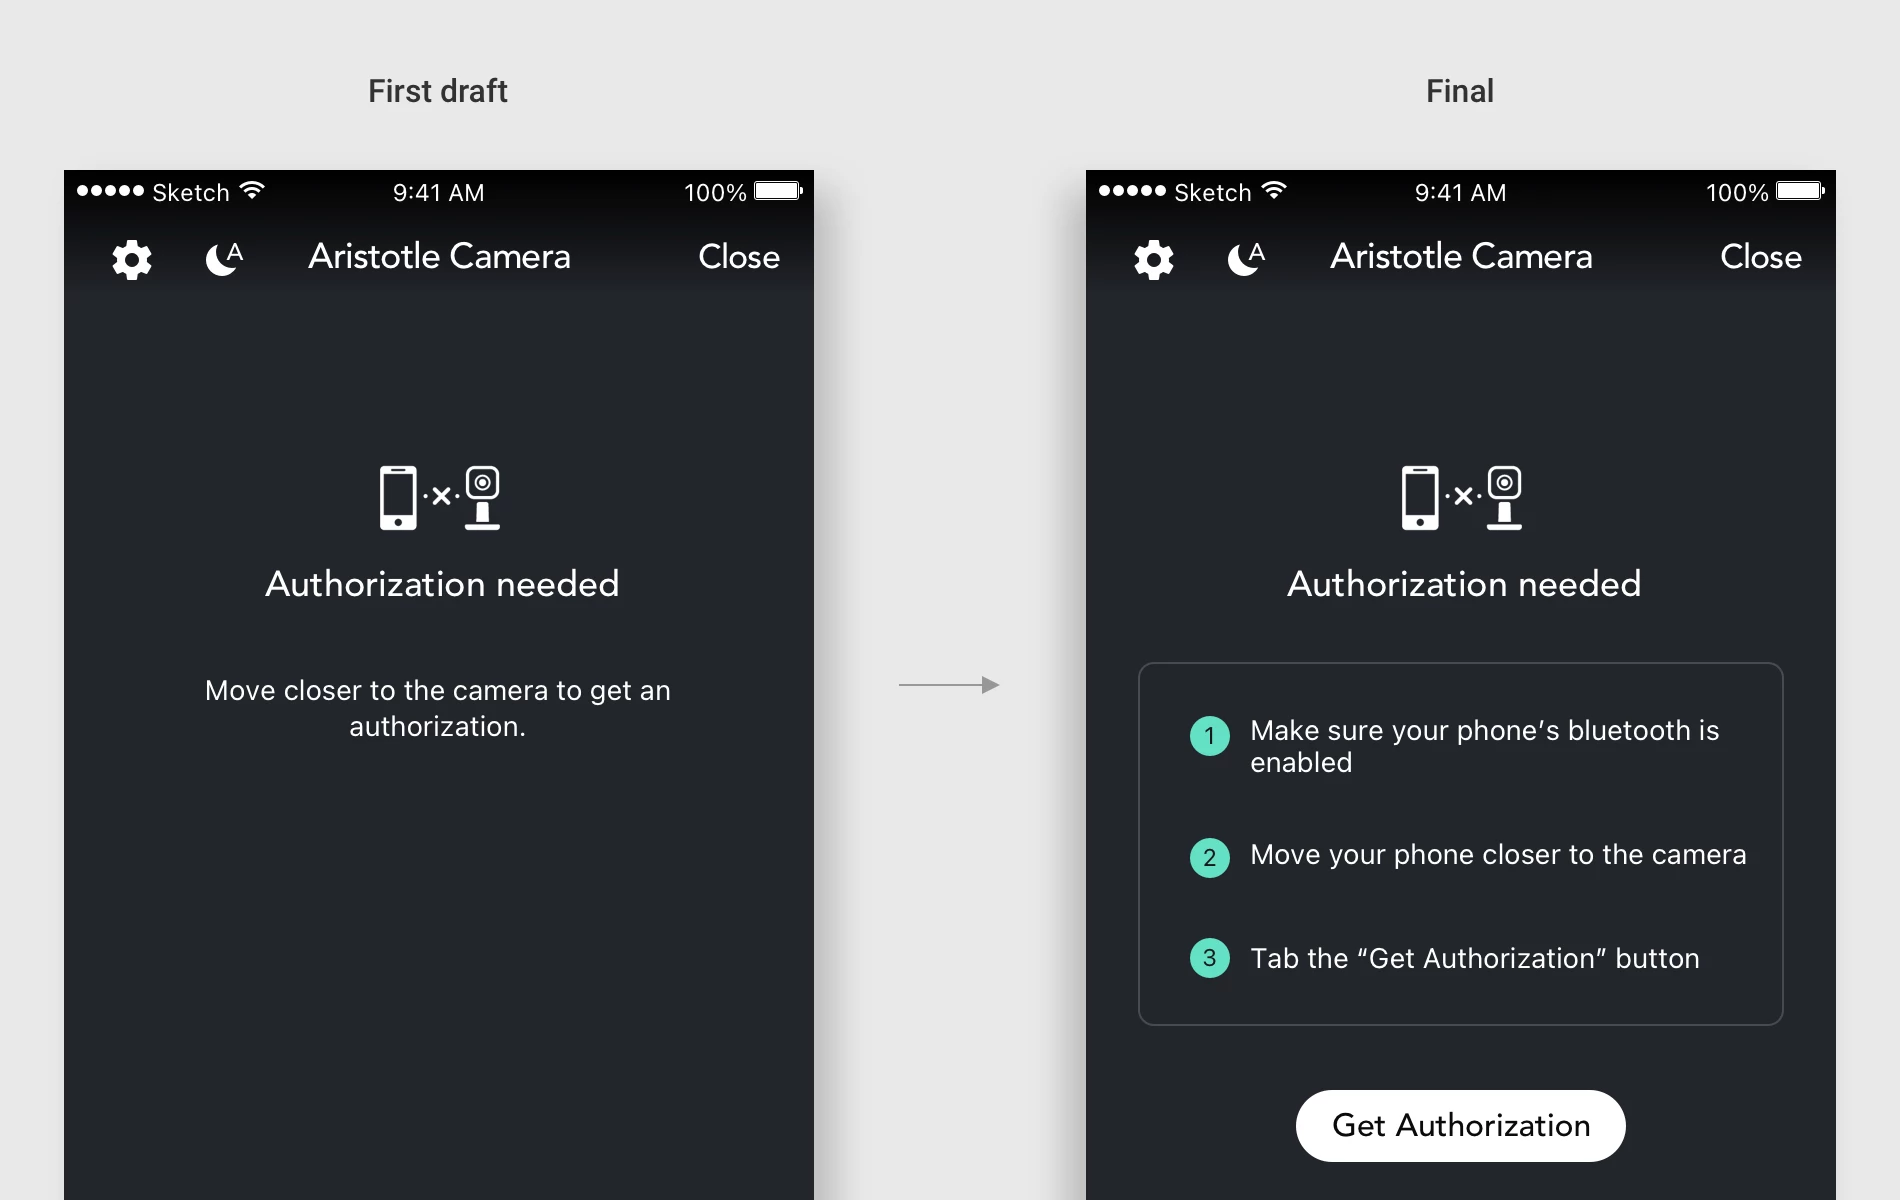 First draft
Final
Sketch 9:41 AM 100%
A Aristotle Camera Close
Authorization needed
Move closer to the camera to get an
authorization.
Sketch 9:41 AM 100%
A Aristotle Camera Close
Authorization needed
1 Make sure your phone’s bluetooth is
enabled
2 Move your phone closer to the camera
3 Tab the “Get Authorization” button
Get Authorization